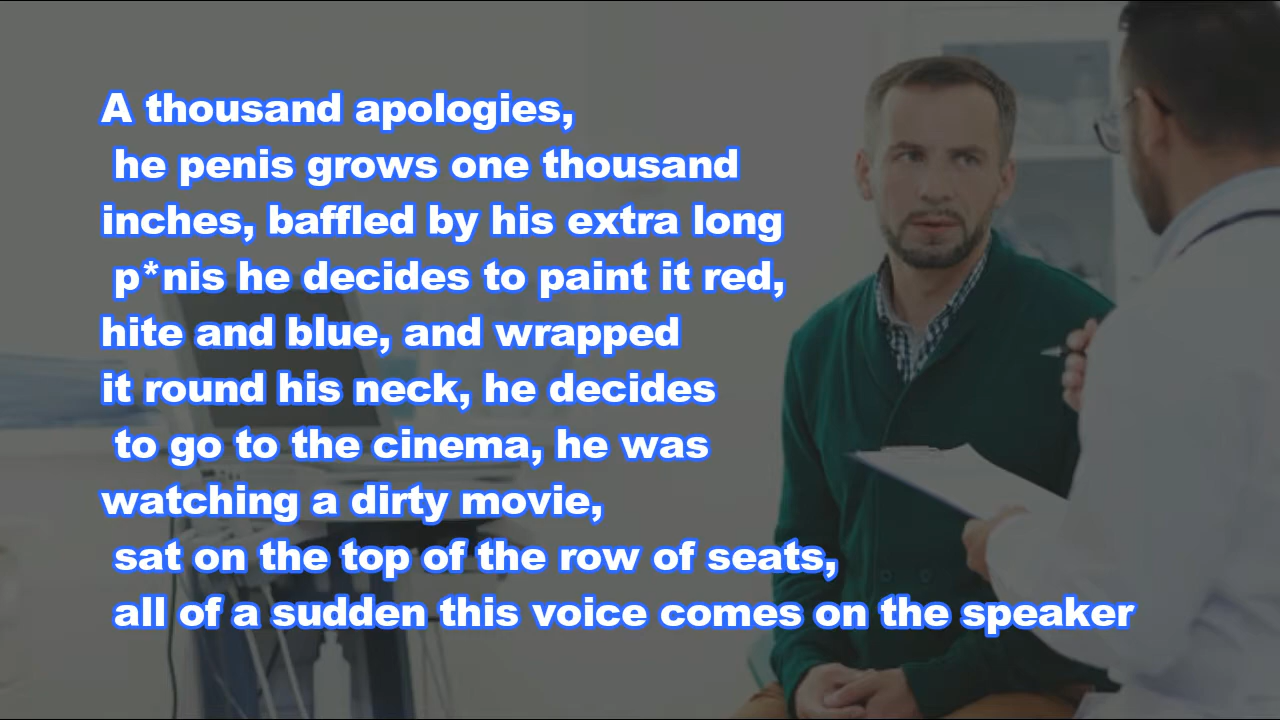 A thousand apologies,
he penis grows one thousand
inches, baffled by his extra long
p*nis he decides to paint it red,
hite and blue, and wrapped
it round his neck, he decides
to go to the cinema, he was
watching a dirty movie,
sat on the top of the row of seats,
all of a sudden this voice comes on the speaker